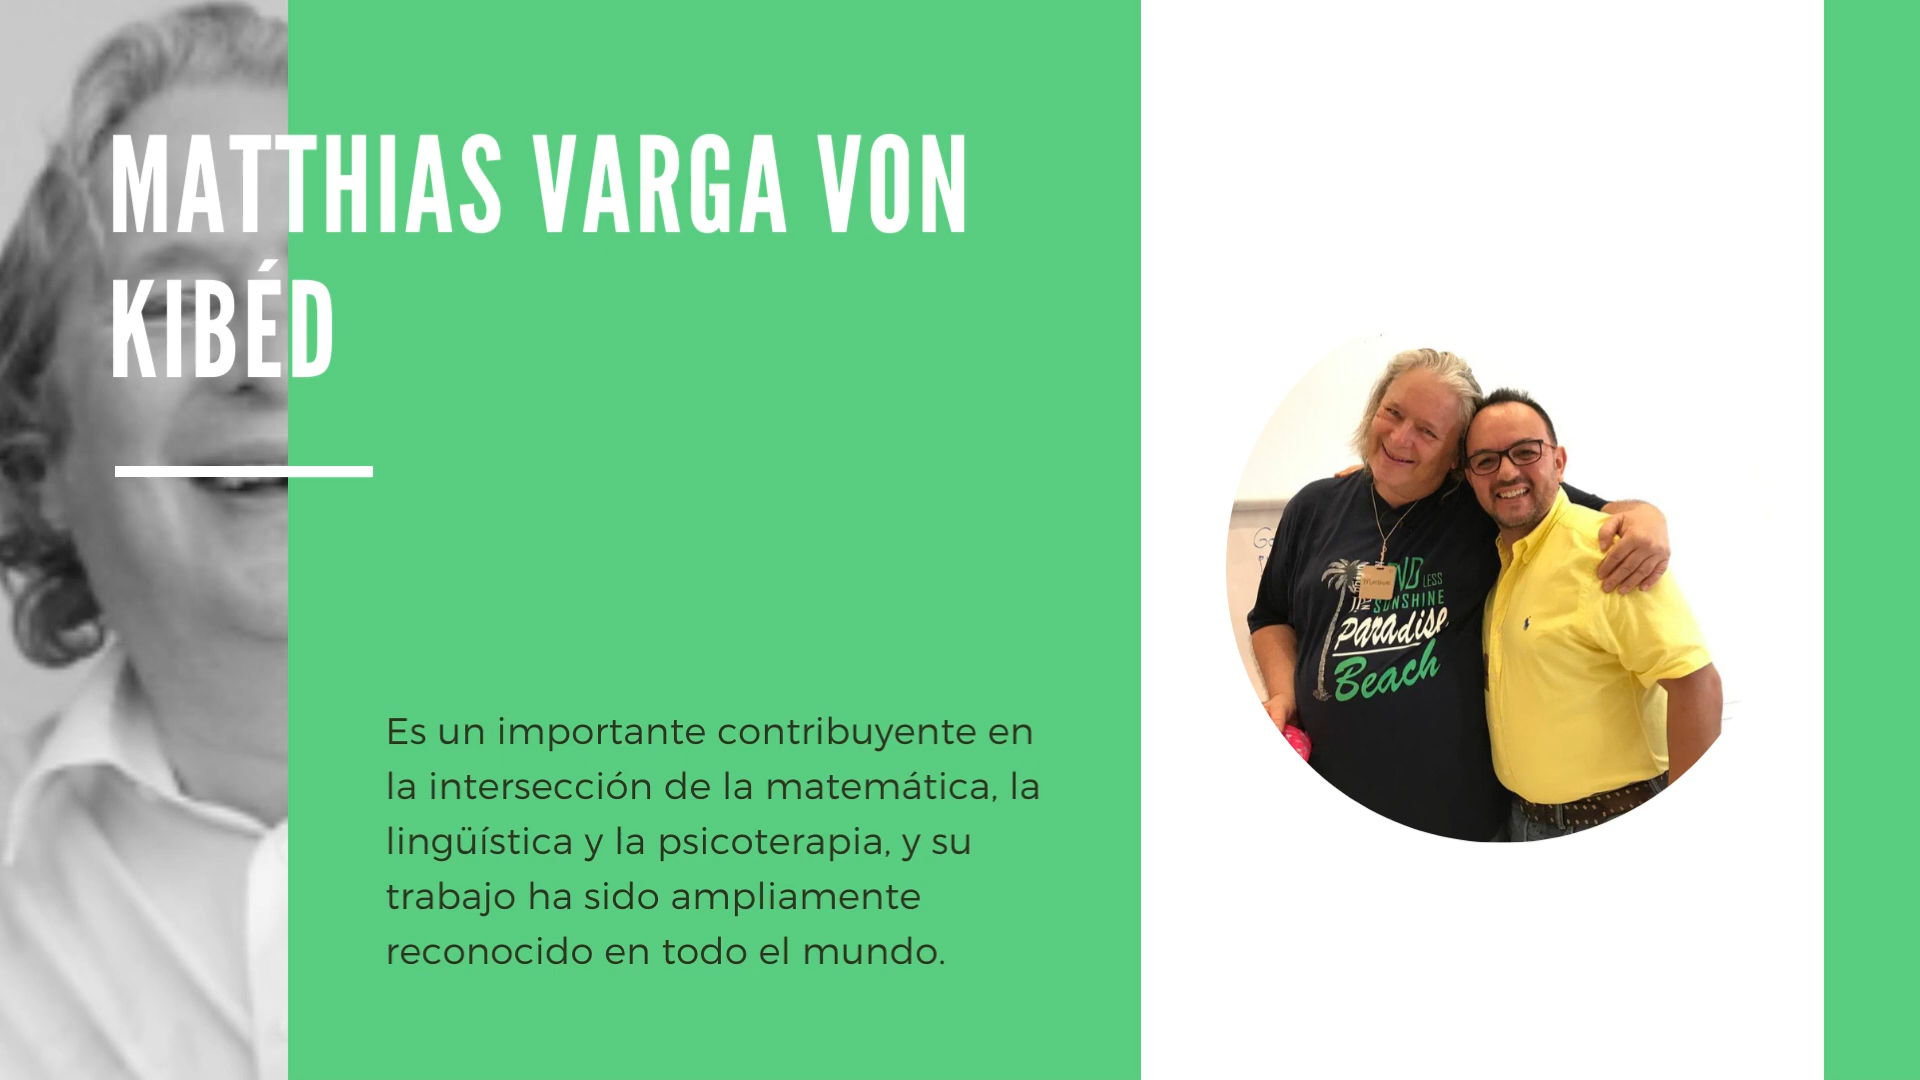 MATTHIAS VARGA VON
KIBÉD
Es un importante contribuyente en
la intersección de la matemática, la
lingüística y la psicoterapia, y su
trabajo ha sido ampliamente
reconocido en todo el mundo.
LESS
SUNSHINE
Paradise
Beach